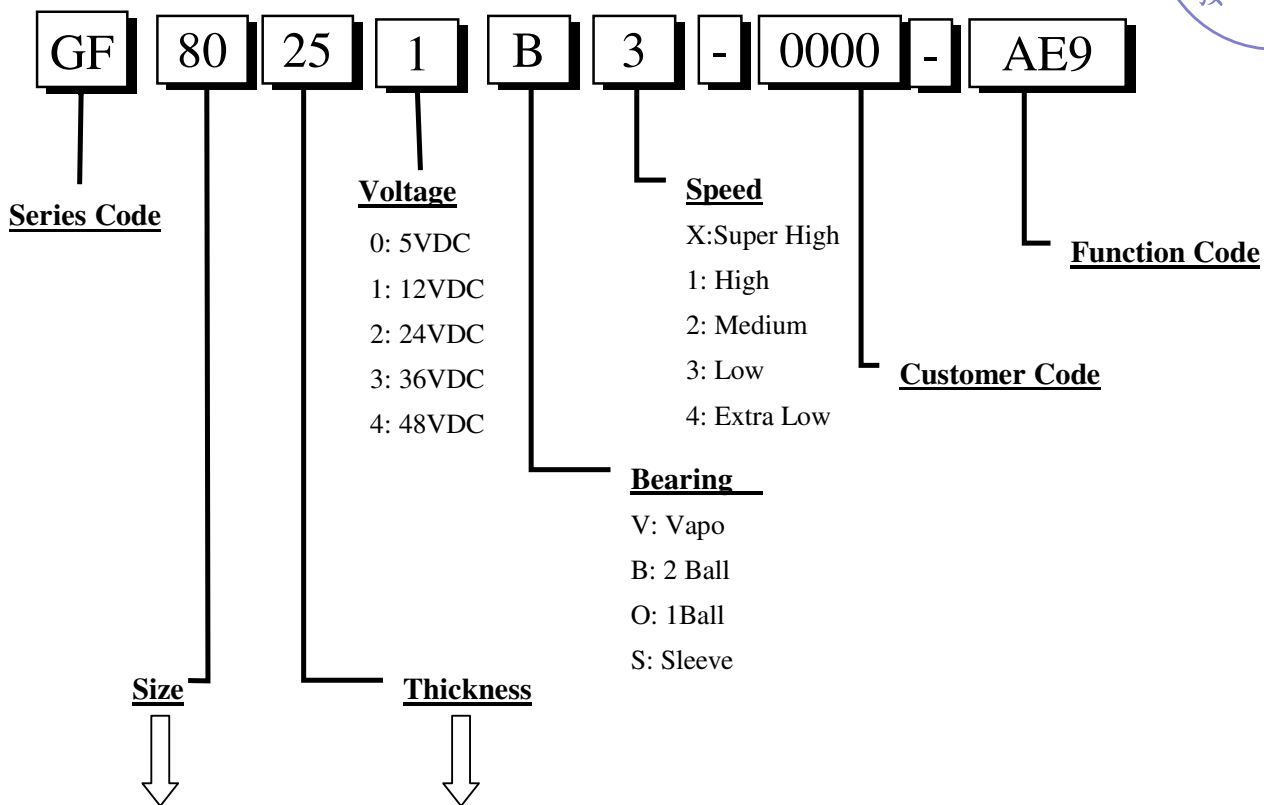 GF 80 25 1 B 3 - 0000 - AE9
Series Code
Voltage
0: 5VDC
1: 12VDC
2: 24VDC
3: 36VDC
4: 48VDC
Speed
X:Super High
1: High
2: Medium
3: Low
4: Extra Low
Function Code
Customer Code
Bearing
V: Vapo
B: 2 Ball
O: 1Ball
S: Sleeve
Size
Thickness